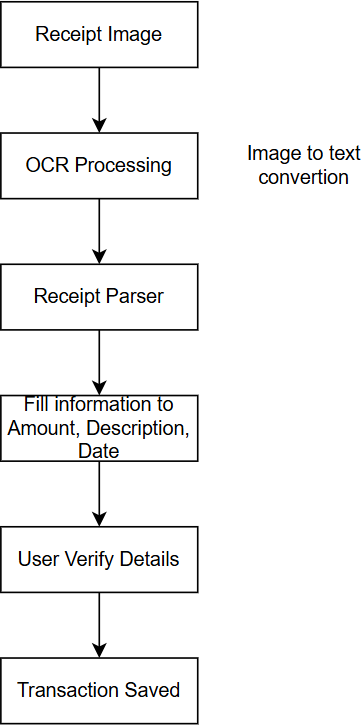 Receipt Image
OCR Processing
Image to text
convertion
Receipt Parser
Fill information to
Amount, Description,
Date
User Verify Details
Transaction Saved